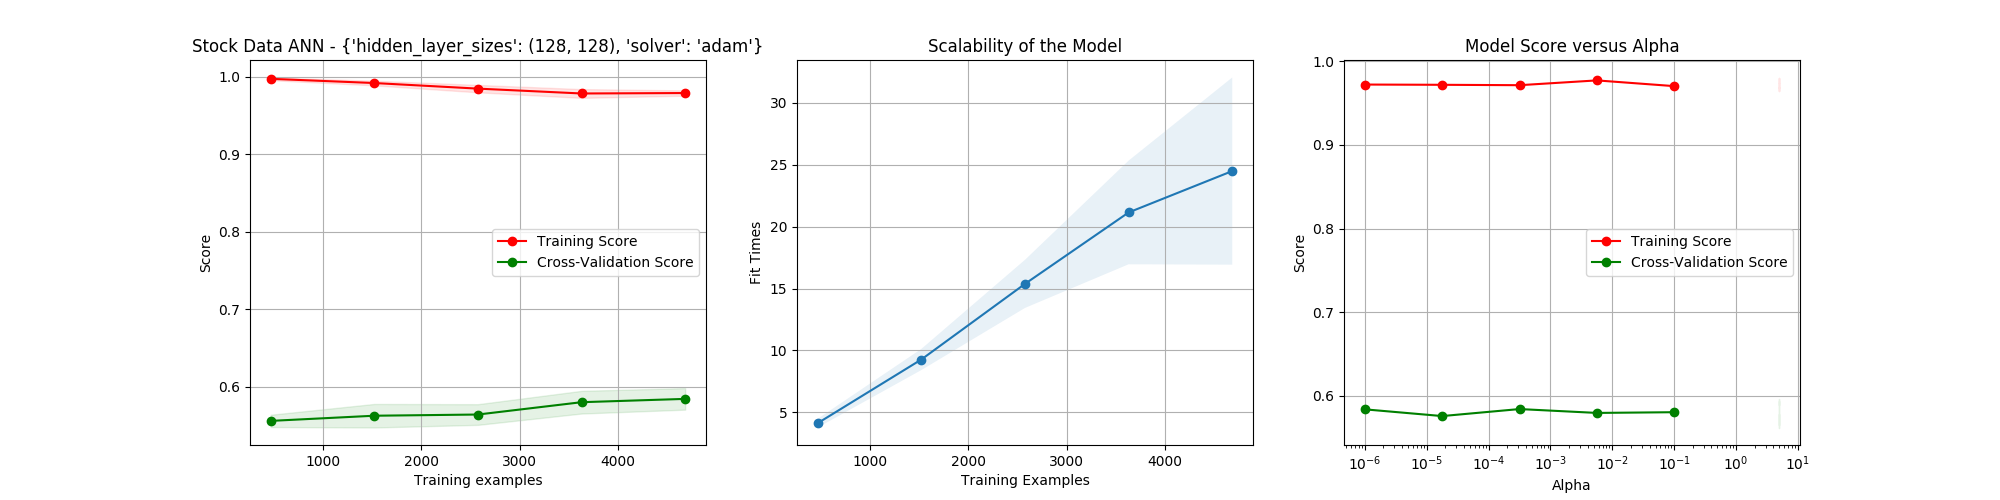 Stock Data ANN - {'hidden_layer_sizes': (128, 128), 'solver': 'adam'}
1.0
0.9
0.8
0.7
0.6
Score
Training Score
Cross-Validation Score
1000 2000 3000 4000
Training examples
Scalability of the Model
30
25
20
15
10
5
Fit Times
1000 2000 3000 4000
Training Examples
Model Score versus Alpha
1.0
0.9
0.8
0.7
0.6
Score
Training Score
Cross-Validation Score
10⁻⁶ 10⁻⁵ 10⁻⁴ 10⁻³ 10⁻² 10⁻¹ 10⁰ 10¹
Alpha